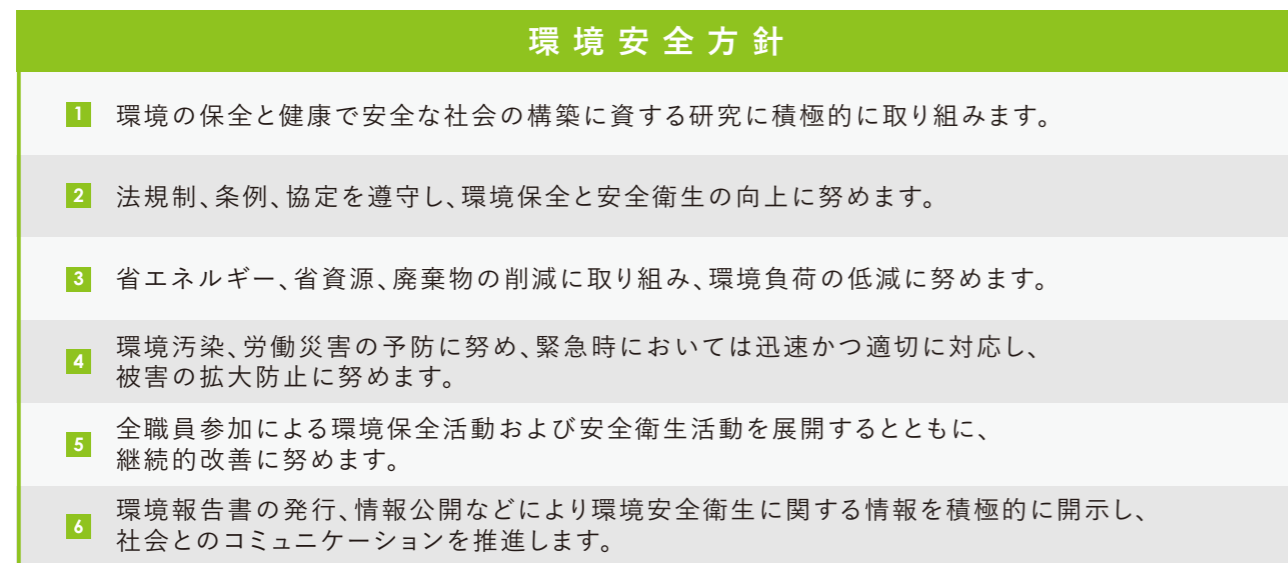 環境安全方針
1 環境の保全と健康で安全な社会の構築に資する研究に積極的に取り組みます。
2 法規制、条例、協定を遵守し、環境保全と安全衛生の向上に努めます。
3 省エネルギー、省資源、廃棄物の削減に取り組み、環境負荷の低減に努めます。
4 環境汚染、労働災害の予防に努め、緊急時においては迅速かつ適切に対応し、
被害の拡大防止に努めます。
5 全職員参加による環境保全活動および安全衛生活動を展開するとともに、
継続的改善に努めます。
6 環境報告書の発行、情報公開などにより環境安全衛生に関する情報を積極的に開示し、
社会とのコミュニケーションを推進します。